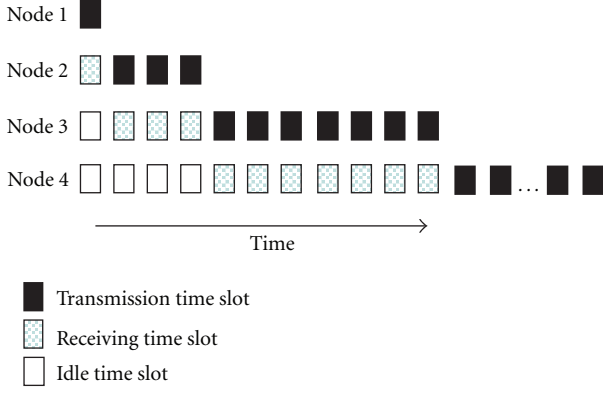 Node 1
Node 2
Node 3
Node 4
...
Time
Transmission time slot
Receiving time slot
Idle time slot